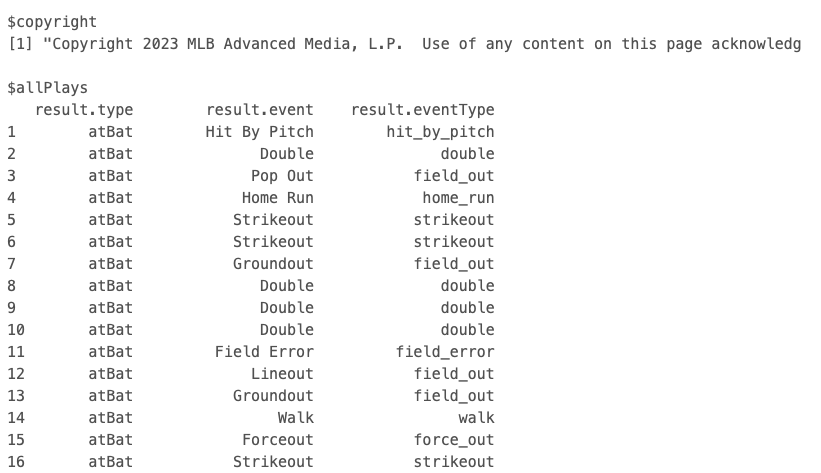 $copyright
[1] "Copyright 2023 MLB Advanced Media, L.P.  Use of any content on this page acknowledg
$allPlays
result.type result.event result.eventType
1 atBat Hit By Pitch hit_by_pitch
2 atBat Double double
3 atBat Pop Out field_out
4 atBat Home Run home_run
5 atBat Strikeout strikeout
6 atBat Strikeout strikeout
7 atBat Groundout field_out
8 atBat Double double
9 atBat Double double
10 atBat Double double
11 atBat Field Error field_error
12 atBat Lineout field_out
13 atBat Groundout field_out
14 atBat Walk walk
15 atBat Forceout force_out
16 atBat Strikeout strikeout